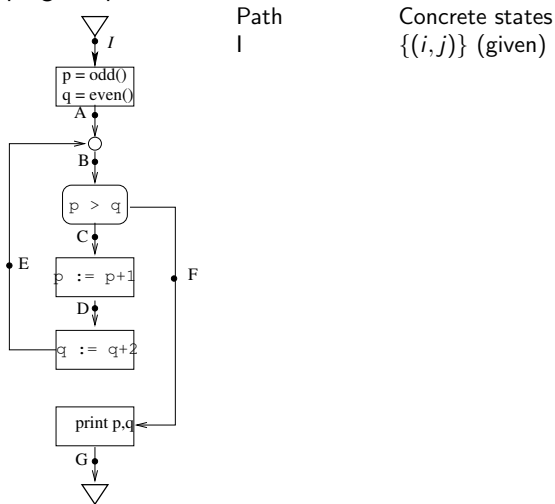 Path Concrete states
I {(i, j)} (given)
I
p = odd()
q = even()
A
B
p > q
C
E
F
p := p+1
D
q := q+2
print p,q
G